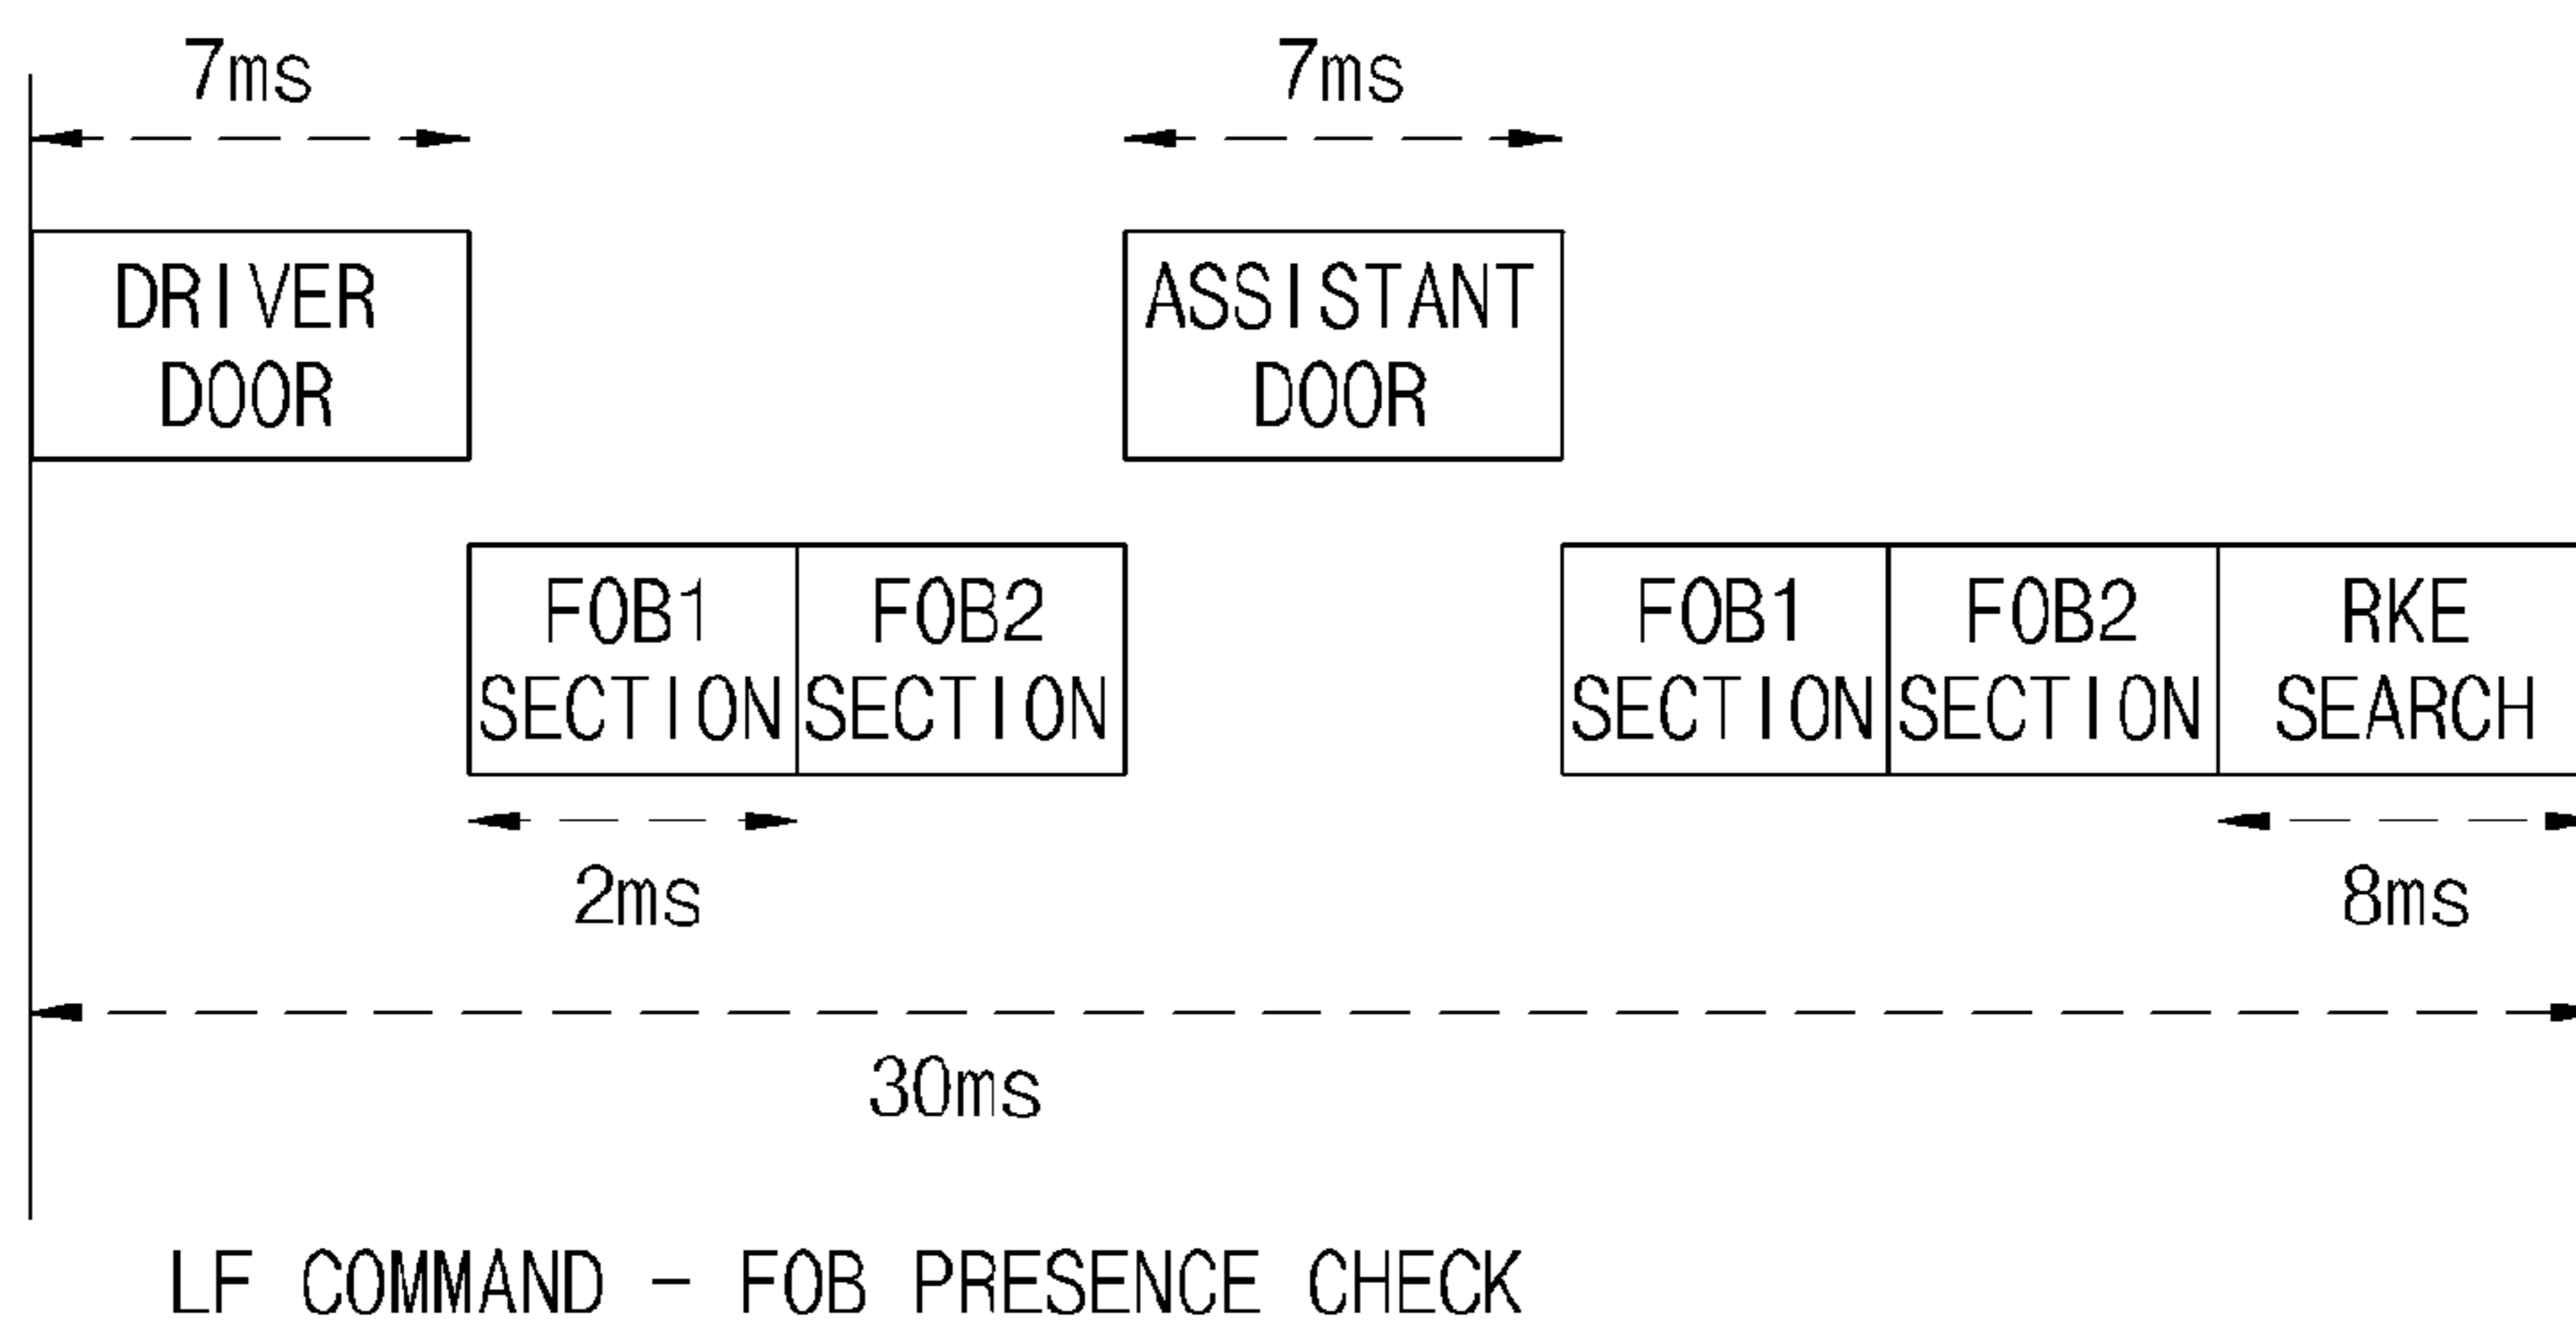 7ms 7ms
DRIVER
DOOR
ASSISTANT
DOOR
FOB1
SECTION
FOB2
SECTION
FOB1
SECTION
FOB2
SECTION
RKE
SEARCH
2ms 8ms
30ms
LF COMMAND - FOB PRESENCE CHECK